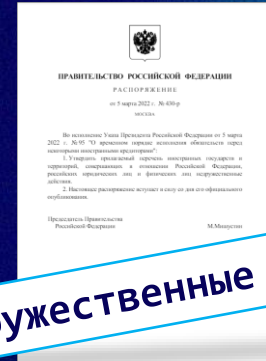 ПРАВИТЕЛЬСТВО РОССИЙСКОЙ ФЕДЕРАЦИИ
РАСПОРЯЖЕНИЕ
от 5 марта 2022 г. № 430-р
МОСКВА
Во исполнение Указа Президента Российской Федерации от 5 марта
2022 г. № 95 "О временном порядке исполнения обязательств перед
некоторыми иностранными кредиторами":
1. Утвердить прилагаемый перечень иностранных государств и
территорий, совершающих в отношении Российской Федерации,
российских юридических лиц и физических лиц недружественные
действия.
2. Настоящее распоряжение вступает в силу со дня его официального
опубликования.
Председатель Правительства
Российской Федерации М.Мишустин
ружественные